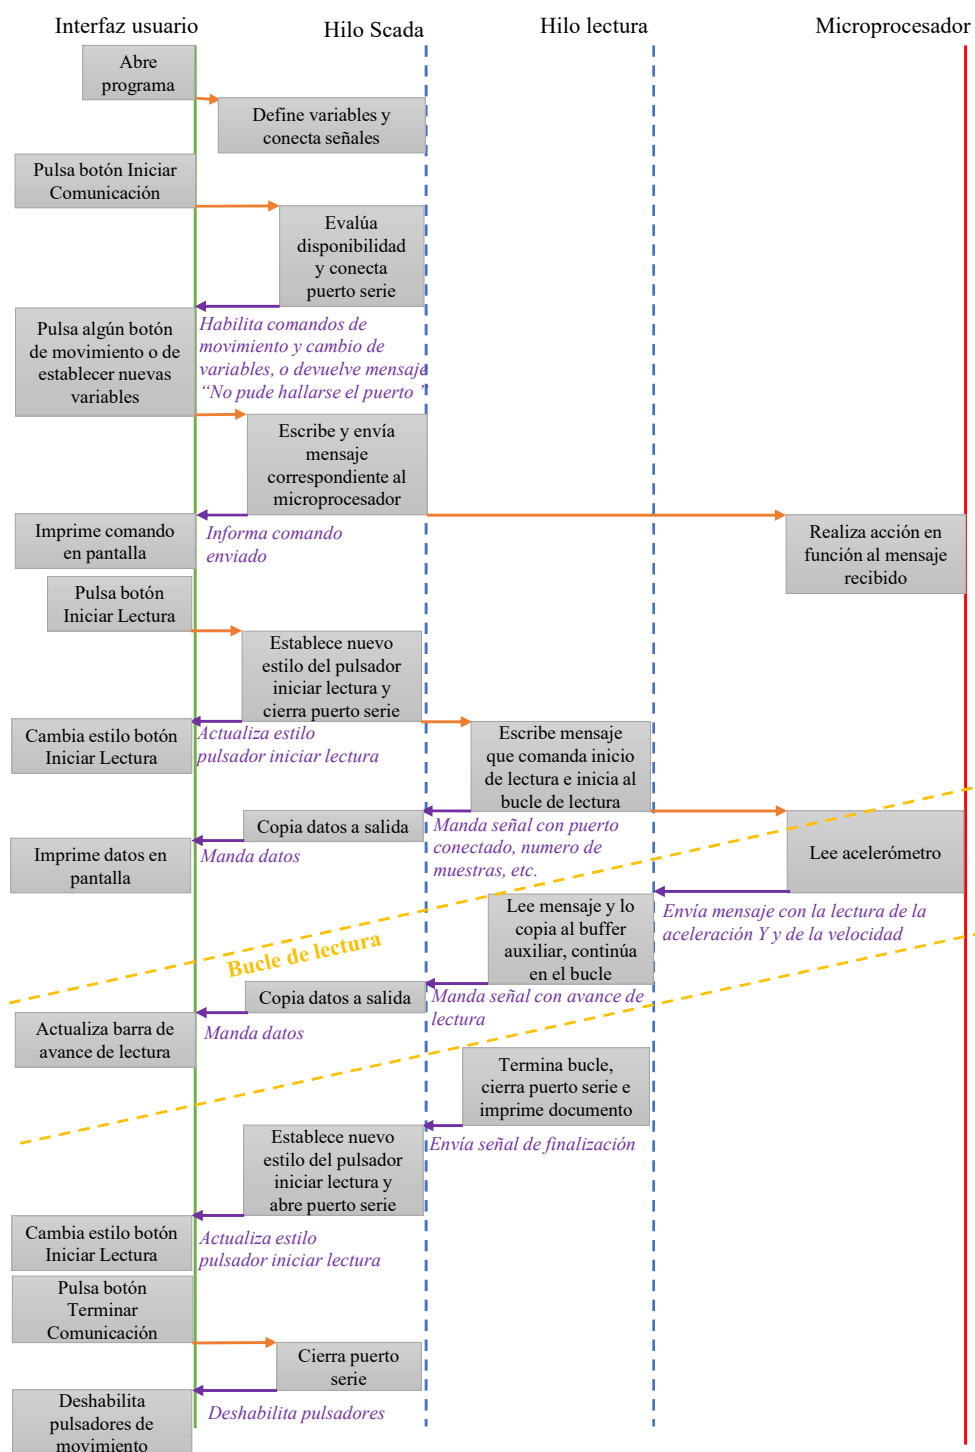 Interfaz usuario
Hilo Scada
Hilo lectura
Microprocesador
Abre
programa
Define variables y
conecta señales
Pulsa botón Iniciar
Comunicación
Evalúa
disponibilidad
y conecta
puerto serie
Habilita comandos de
movimiento y cambio de
variables, o devuelve mensaje
“No pude hallarse el puerto ”
Pulsa algún botón
de movimiento o de
establecer nuevas
variables
Escribe y envía
mensaje
correspondiente al
microprocesador
Informa comando
enviado
Imprime comando
en pantalla
Realiza acción en
función al mensaje
recibido
Pulsa botón
Iniciar Lectura
Establece nuevo
estilo del pulsador
iniciar lectura y
cierra puerto serie
Actualiza estilo
pulsador iniciar lectura
Cambia estilo botón
Iniciar Lectura
Escribe mensaje
que comanda inicio
de lectura e inicia al
bucle de lectura
Manda señal con puerto
conectado, numero de
muestras, etc.
Copia datos a salida
Manda datos
Imprime datos en
pantalla
Lee acelerómetro
Envía mensaje con la lectura de la
aceleración Y y de la velocidad
Lee mensaje y lo
copia al buffer
auxiliar, continúa
en el bucle
Bucle de lectura
Manda señal con avance de
lectura
Copia datos a salida
Manda datos
Actualiza barra de
avance de lectura
Termina bucle,
cierra puerto serie e
imprime documento
Envía señal de finalización
Establece nuevo
estilo del pulsador
iniciar lectura y
abre puerto serie
Actualiza estilo
pulsador iniciar lectura
Cambia estilo botón
Iniciar Lectura
Pulsa botón
Terminar
Comunicación
Cierra puerto
serie
Deshabilita pulsadores
Deshabilita
pulsadores de
movimiento